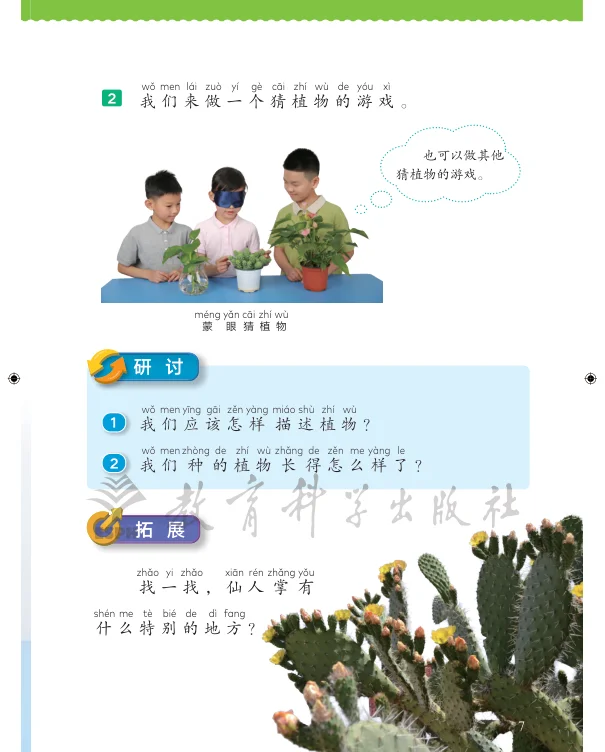 wǒ men lái zuò yí gè cāi zhí wù de yóu xì
2 我们来做一个猜植物的游戏。
也可以做其他
猜植物的游戏。
méng yǎn cāi zhí wù
蒙眼猜植物
研讨
wǒ men yīng gāi zěn yàng miáo shù zhí wù
1 我们应该怎样描述植物？
wǒ men zhòng de zhí wù zhǎng de zěn me yàng le
2 我们种的植物长得怎么样了？
教育科学出版社
拓展
zhǎo yi zhǎo xiān rén zhǎng yǒu
找一找，仙人掌有
shén me tè bié de dì fang
什么特别的地方？
7